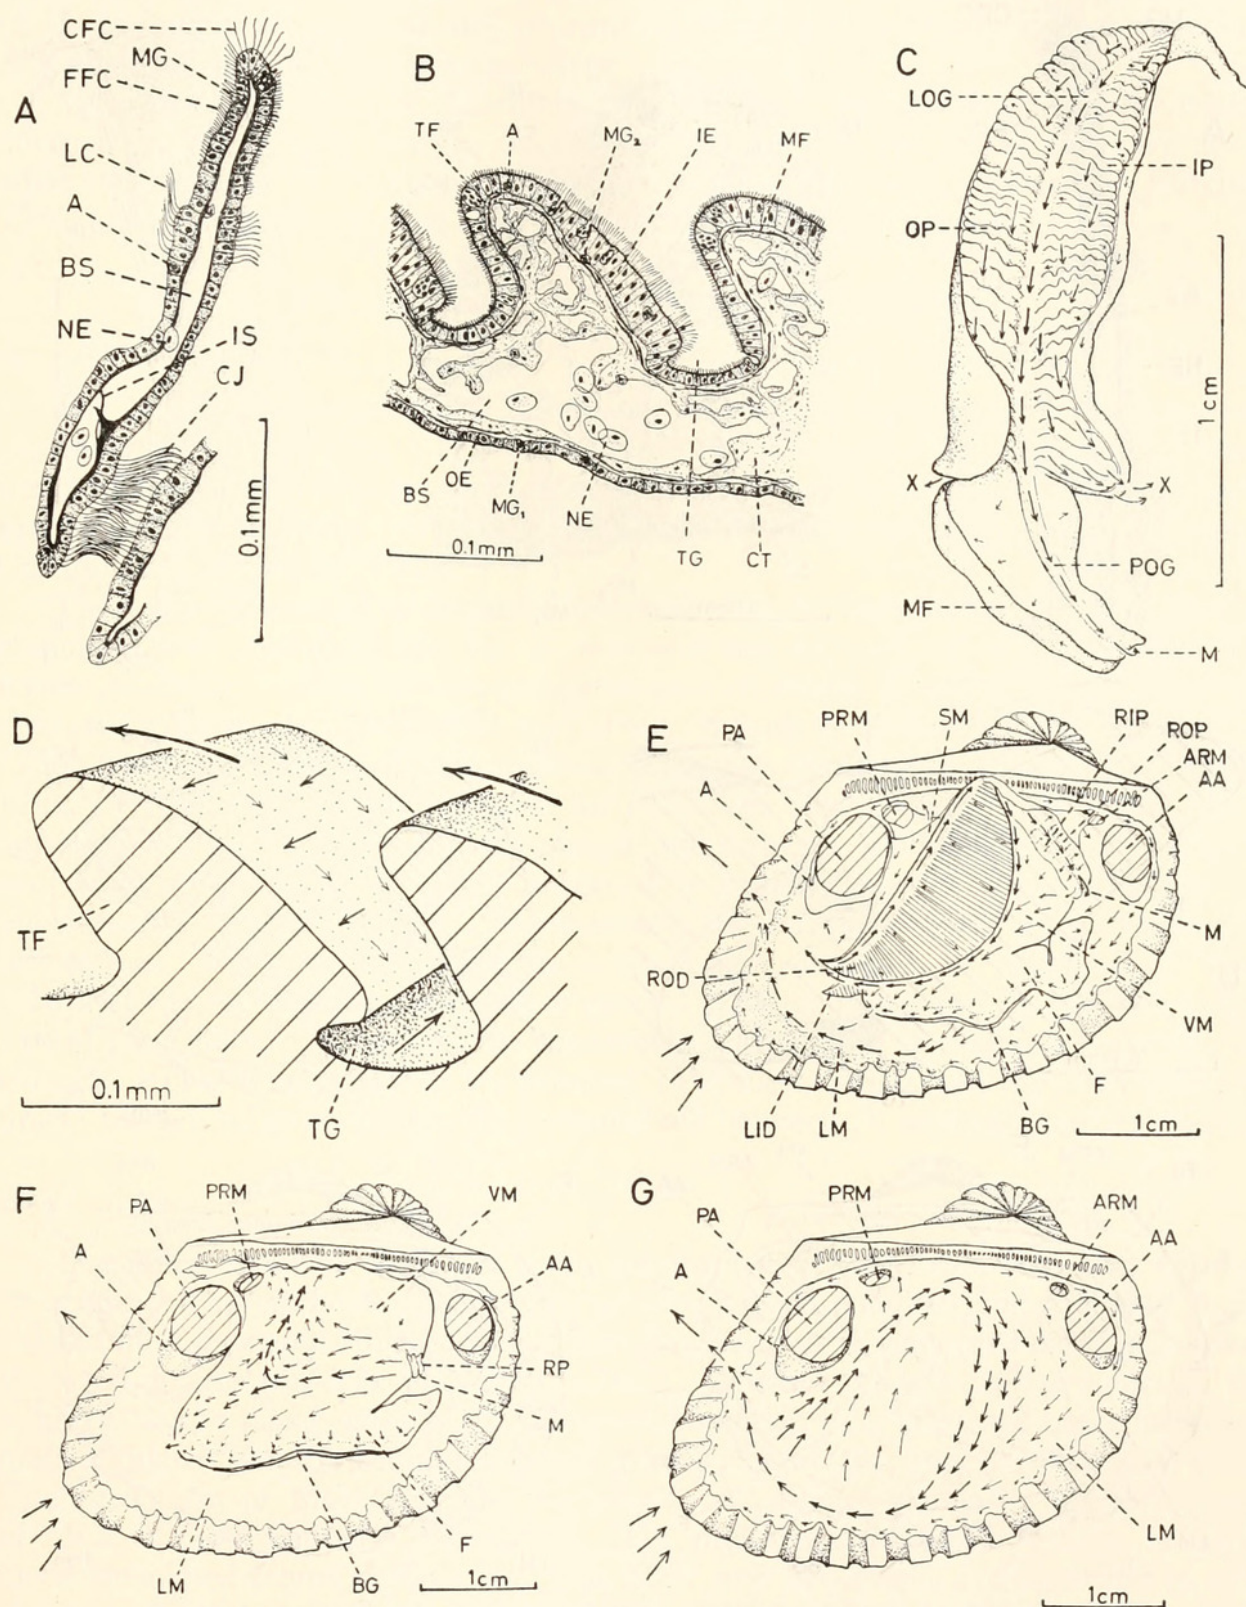 A
CFC
MG
FFC
LC
A
BS
NE
IS
CJ
0.1mm
B
TF
A
MG₂
IE
MF
BS
OE
MG₁
NE
TG
CT
0.1mm
C
LOG
IP
OP
X
X
POG
MF
M
1cm
D
TF
TG
0.1mm
E
PA
PRM
SM
RIP
ROP
ARM
AA
A
M
ROD
VM
F
LID
LM
BG
1cm
F
PA
PRM
VM
A
AA
RP
M
F
LM
BG
1cm
G
PA
PRM
ARM
AA
A
LM
1cm